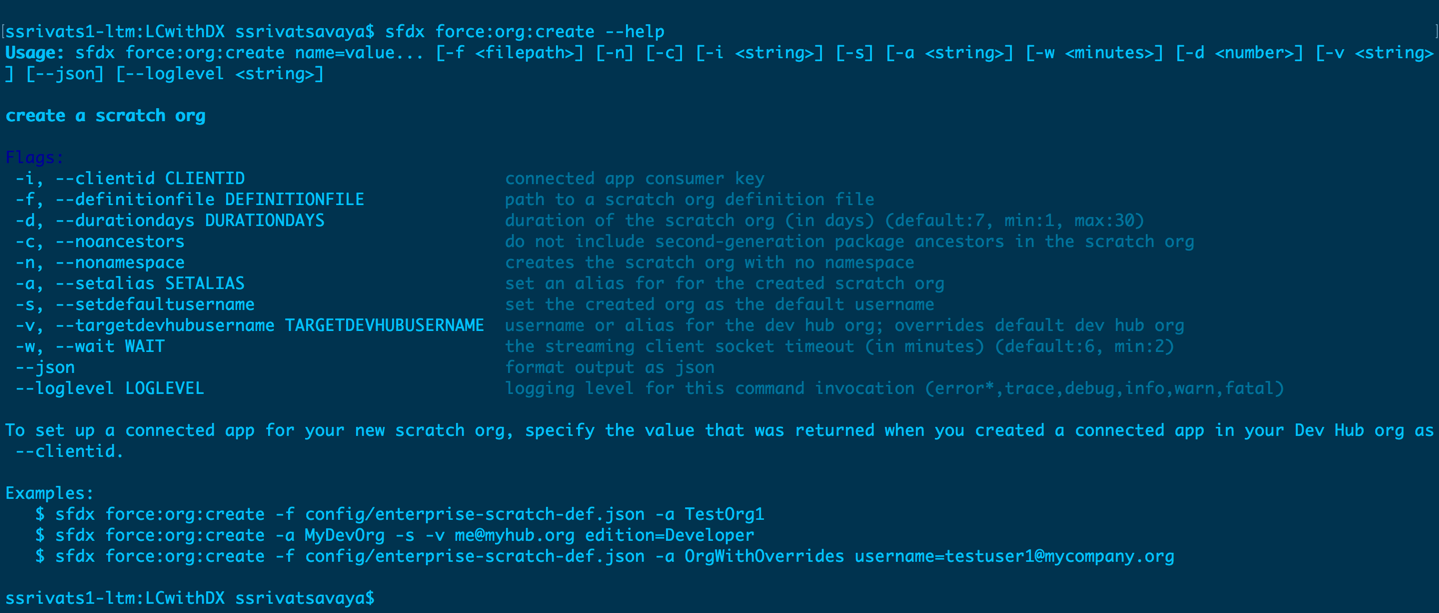 [ssrivats1-ltm:LCwithDX ssrivatsavaya$ sfdx force:org:create --help ]
Usage: sfdx force:org:create name=value... [-f <filepath>] [-n] [-c] [-i <string>] [-s] [-a <string>] [-w <minutes>] [-d <number>] [-v <string>
] [--json] [--loglevel <string>]
create a scratch org
Flags:
-i, --clientid CLIENTID connected app consumer key
-f, --definitionfile DEFINITIONFILE path to a scratch org definition file
-d, --durationdays DURATIONDAYS duration of the scratch org (in days) (default:7, min:1, max:30)
-c, --noancestors do not include second-generation package ancestors in the scratch org
-n, --nonamespace creates the scratch org with no namespace
-a, --setalias SETALIAS set an alias for for the created scratch org
-s, --setdefaultusername set the created org as the default username
-v, --targetdevhubusername TARGETDEVHUBUSERNAME username or alias for the dev hub org; overrides default dev hub org
-w, --wait WAIT the streaming client socket timeout (in minutes) (default:6, min:2)
--json format output as json
--loglevel LOGLEVEL logging level for this command invocation (error*,trace,debug,info,warn,fatal)
To set up a connected app for your new scratch org, specify the value that was returned when you created a connected app in your Dev Hub org as
--clientid.
Examples:
$ sfdx force:org:create -f config/enterprise-scratch-def.json -a TestOrg1
$ sfdx force:org:create -a MyDevOrg -s -v me@myhub.org edition=Developer
$ sfdx force:org:create -f config/enterprise-scratch-def.json -a OrgWithOverrides username=testuser1@mycompany.org
ssrivats1-ltm:LCwithDX ssrivatsavaya$